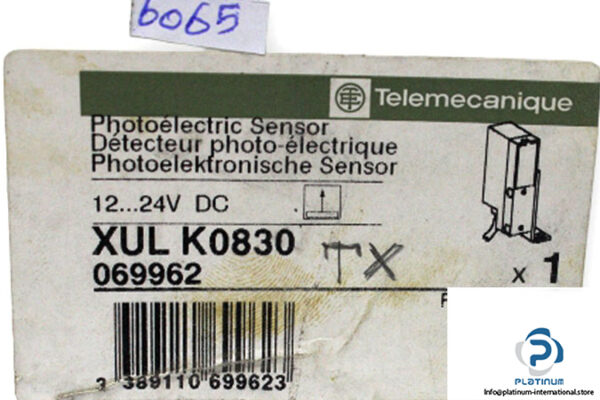 6065
Telemecanique
Photoélectric Sensor
Détecteur photo-électrique
Photoelektronische Sensor
12...24V DC
XUL K0830
069962
TX
x 1
3 389110 699623
PLATINUM
Info@platinum-international.store